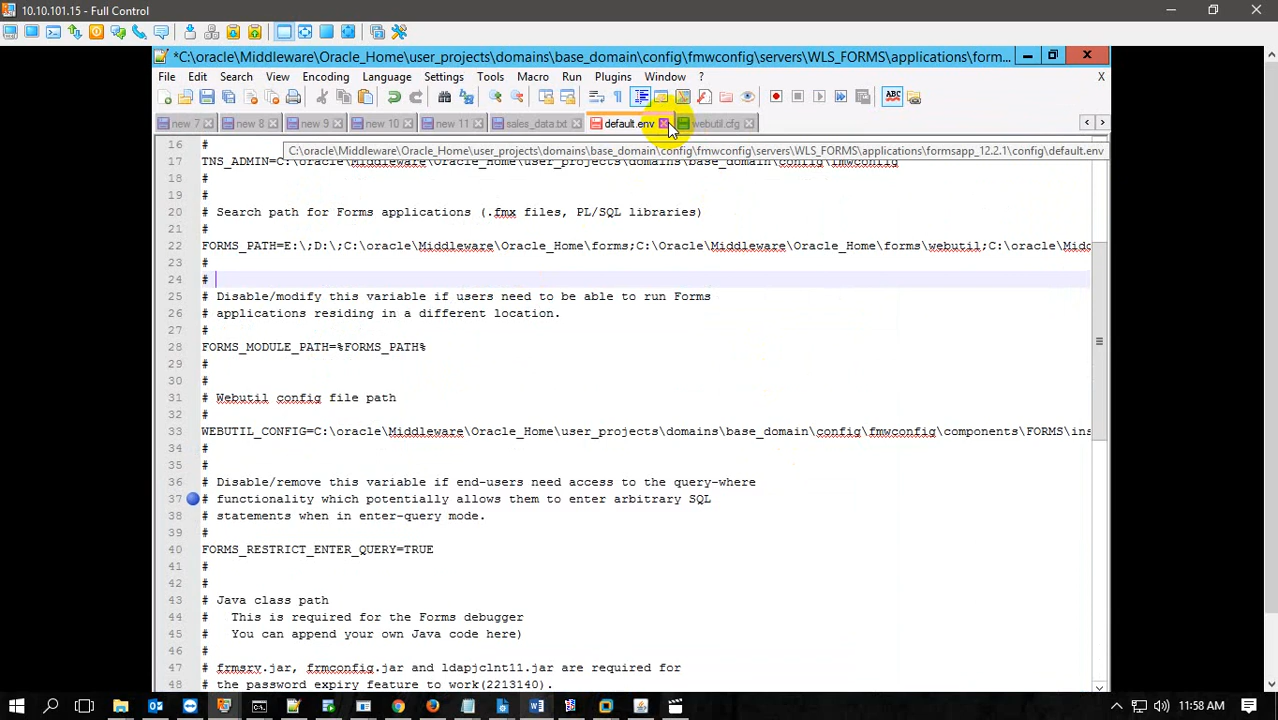 10.10.101.15 - Full Control
*C:\oracle\Middleware\Oracle_Home\user_projects\domains\base_domain\config\fmwconfig\servers\WLS_FORMS\applications\form...
File Edit Search View Encoding Language Settings Tools Macro Run Plugins Window ? X
new 7 new 8 new 9 new 10 new 11 sales_data.txt default.env webutil.cfg
C:\oracle\Middleware\Oracle_Home\user_projects\domains\base_domain\config\fmwconfig\servers\WLS_FORMS\applications\formsapp_12.2.1\config\default.env
16 #
17 TNS_ADMIN=C:\oracle\Middleware\Oracle_Home\user_projects\domains\base_domain\config\fmwconfig
18 #
19 #
20 # Search path for Forms applications (.fmx files, PL/SQL libraries)
21 #
22 FORMS_PATH=E:\;D:\;C:\oracle\Middleware\Oracle_Home\forms;C:\Oracle\Middleware\Oracle_Home\forms\webutil;C:\oracle\Midd
23 #
24 #
25 # Disable/modify this variable if users need to be able to run Forms
26 # applications residing in a different location.
27 #
28 FORMS_MODULE_PATH=%FORMS_PATH%
29 #
30 #
31 # Webutil config file path
32 #
33 WEBUTIL_CONFIG=C:\oracle\Middleware\Oracle_Home\user_projects\domains\base_domain\config\fmwconfig\components\FORMS\ins
34 #
35 #
36 # Disable/remove this variable if end-users need access to the query-where
37 # functionality which potentially allows them to enter arbitrary SQL
38 # statements when in enter-query mode.
39 #
40 FORMS_RESTRICT_ENTER_QUERY=TRUE
41 #
42 #
43 # Java class path
44 #   This is required for the Forms debugger
45 #   You can append your own Java code here)
46 #
47 # frmsrv.jar, frmconfig.jar and ldapjclnt11.jar are required for
48 # the password expiry feature to work(2213140).
11:58 AM